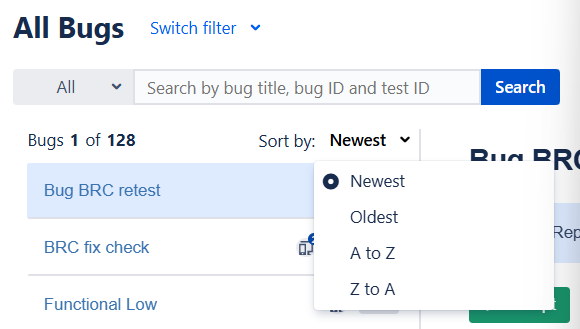 All Bugs Switch filter
All Search by bug title, bug ID and test ID Search
Bugs 1 of 128 Sort by: Newest
Bug BRC retest
BRC fix check
Functional Low
Newest
Oldest
A to Z
Z to A
Bug BRC
Rep